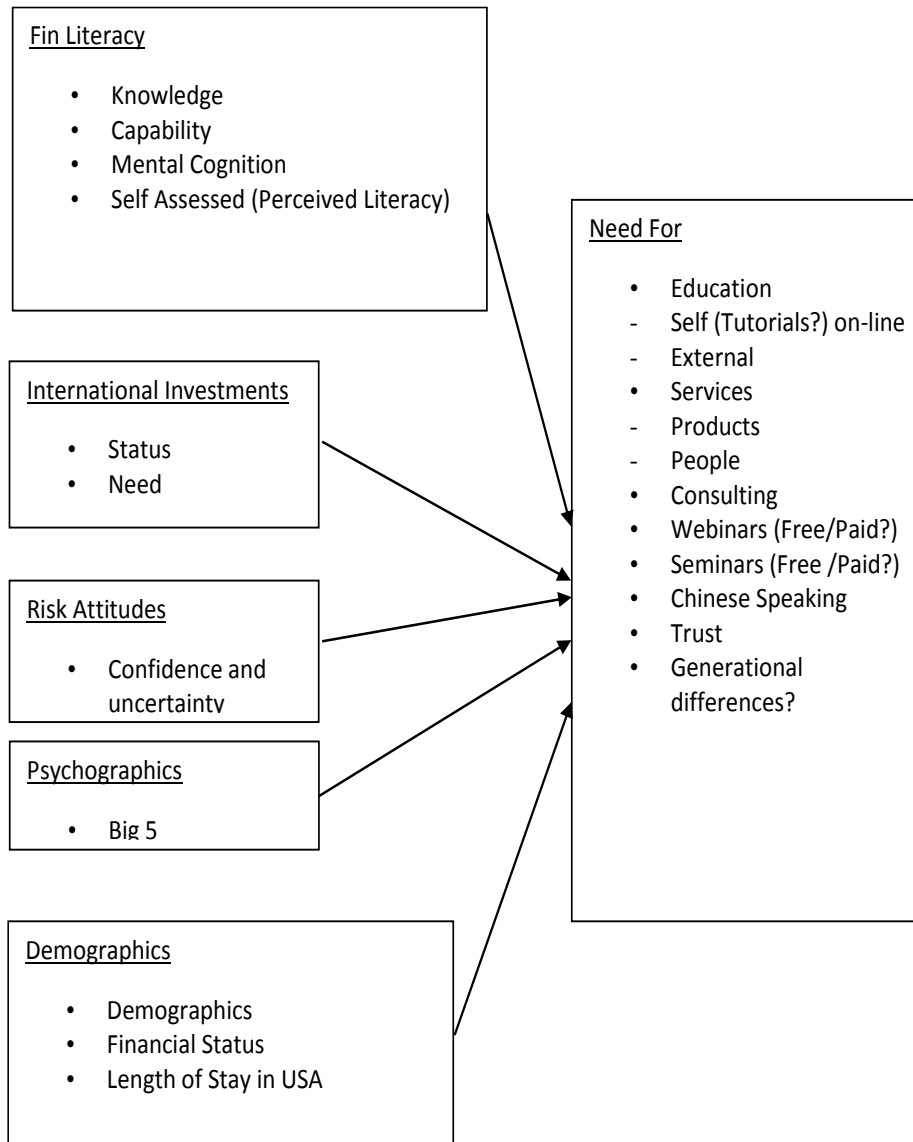 Fin Literacy
• Knowledge
• Capability
• Mental Cognition
• Self Assessed (Perceived Literacy)
International Investments
• Status
• Need
Risk Attitudes
• Confidence and
uncertainty
Psychographics
• Big 5
Demographics
• Demographics
• Financial Status
• Length of Stay in USA
Need For
• Education
- Self (Tutorials?) on-line
- External
• Services
- Products
- People
• Consulting
• Webinars (Free/Paid?)
• Seminars (Free /Paid?)
• Chinese Speaking
• Trust
• Generational
differences?